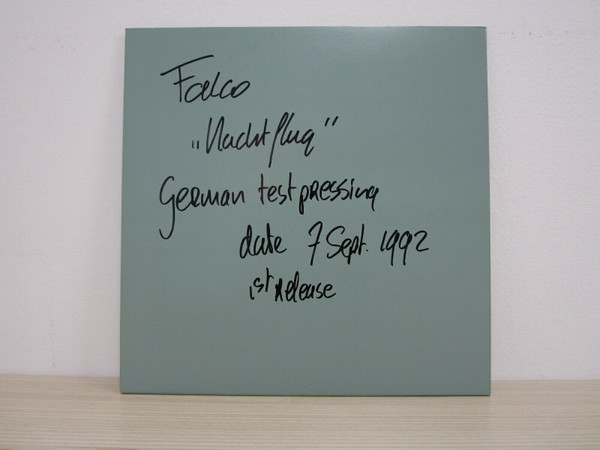 Falco
„Nachtflug"
German testpressing
date 7 Sept. 1992
1st Release